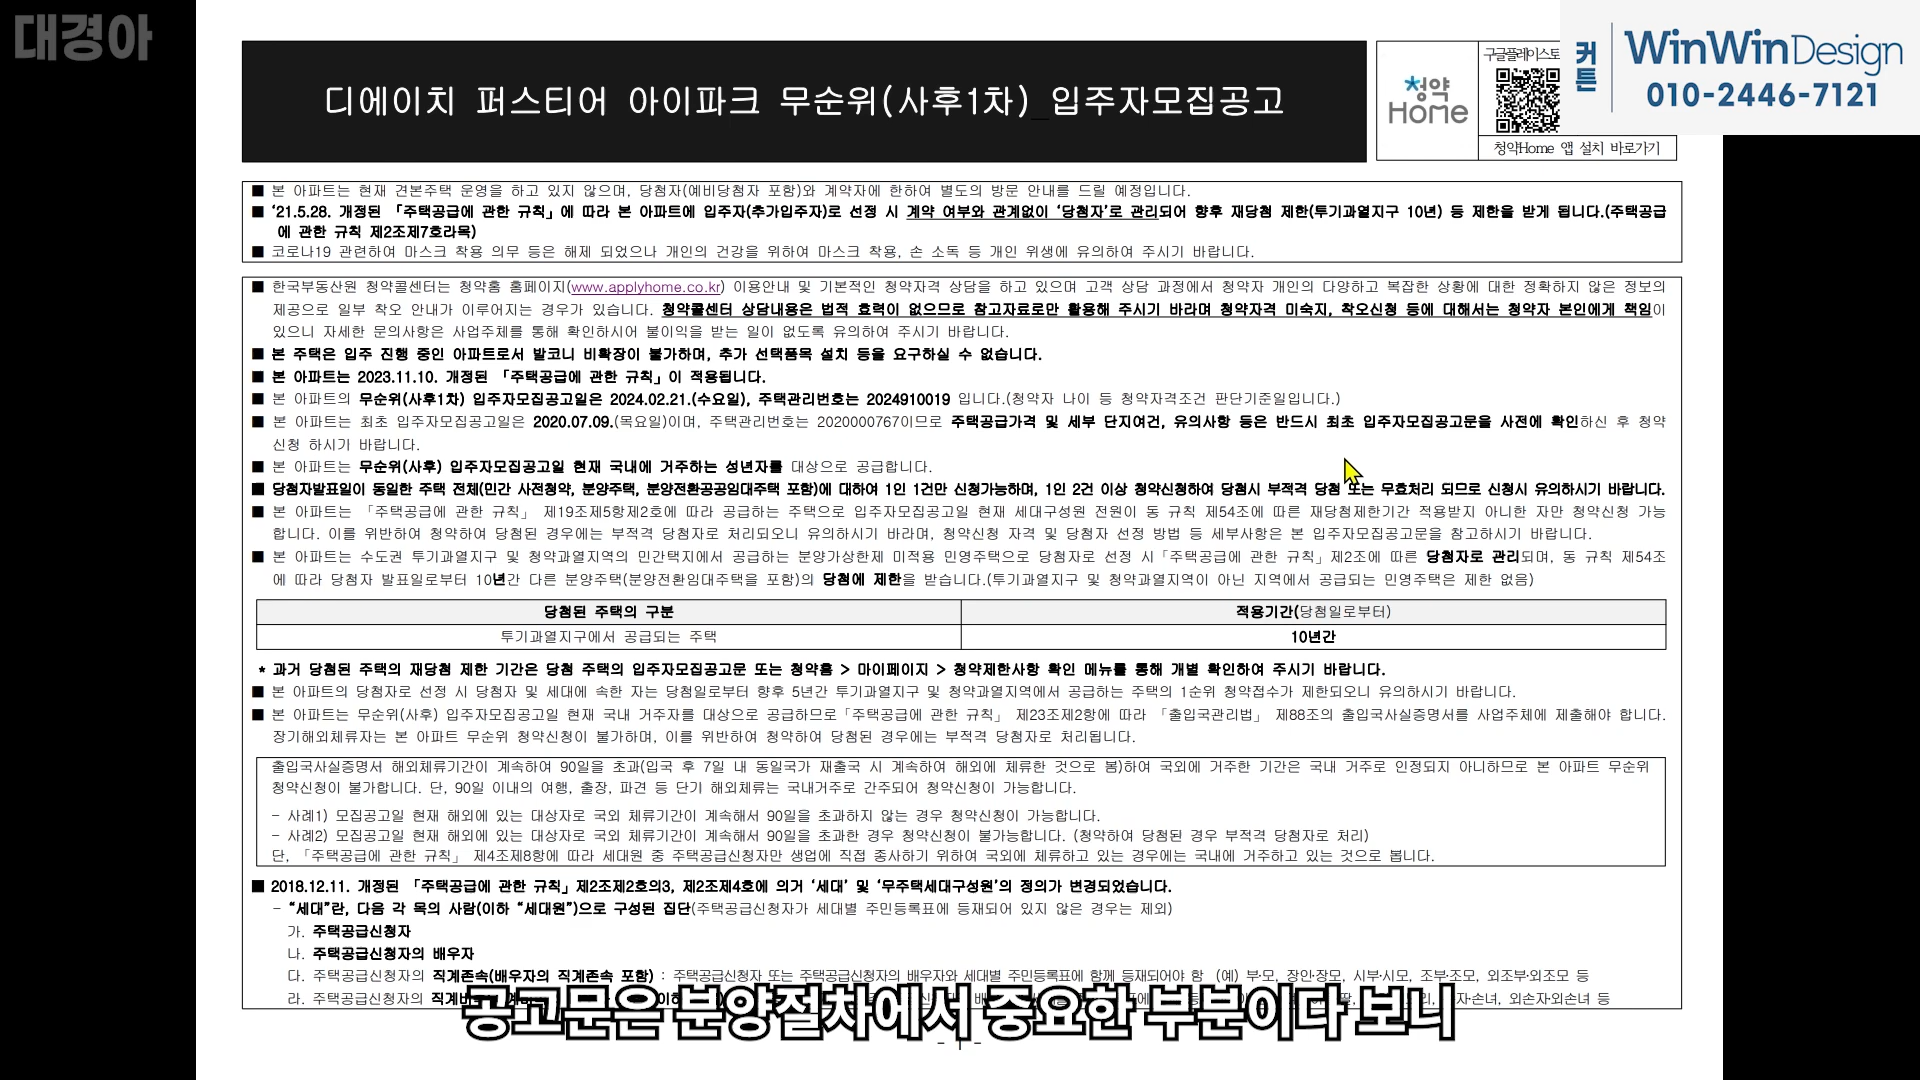 대경아
디에이치 퍼스티어 아이파크 무순위(사후1차)_입주자모집공고
청약 Home
구글플레이스토
청약Home 앱 설치 바로가기
커튼
WinWinDesign
010-2446-7121
■ 본 아파트는 현재 견본주택 운영을 하고 있지 않으며, 당첨자(예비당첨자 포함)와 계약자에 한하여 별도의 방문 안내를 드릴 예정입니다.
■ ‘21.5.28. 개정된 「주택공급에 관한 규칙」에 따라 본 아파트에 입주자(추가입주자)로 선정 시 계약 여부와 관계없이 ‘당첨자’로 관리되어 향후 재당첨 제한(투기과열지구 10년) 등 제한을 받게 됩니다.(주택공급
에 관한 규칙 제2조제7호라목)
■ 코로나19 관련하여 마스크 착용 의무 등은 해제 되었으나 개인의 건강을 위하여 마스크 착용, 손 소독 등 개인 위생에 유의하여 주시기 바랍니다.
■ 한국부동산원 청약콜센터는 청약홈 홈페이지(www.applyhome.co.kr) 이용안내 및 기본적인 청약자격 상담을 하고 있으며 고객 상담 과정에서 청약자 개인의 다양하고 복잡한 상황에 대한 정확하지 않은 정보의
제공으로 일부 착오 안내가 이루어지는 경우가 있습니다. 청약콜센터 상담내용은 법적 효력이 없으므로 참고자료로만 활용해 주시기 바라며 청약자격 미숙지, 착오신청 등에 대해서는 청약자 본인에게 책임이
있으니 자세한 문의사항은 사업주체를 통해 확인하시어 불이익을 받는 일이 없도록 유의하여 주시기 바랍니다.
■ 본 주택은 입주 진행 중인 아파트로서 발코니 비확장이 불가하며, 추가 선택품목 설치 등을 요구하실 수 없습니다.
■ 본 아파트는 2023.11.10. 개정된 「주택공급에 관한 규칙」이 적용됩니다.
■ 본 아파트의 무순위(사후1차) 입주자모집공고일은 2024.02.21.(수요일), 주택관리번호는 2024910019 입니다.(청약자 나이 등 청약자격조건 판단기준일입니다.)
■ 본 아파트는 최초 입주자모집공고일은 2020.07.09.(목요일)이며, 주택관리번호는 2020000767이므로 주택공급가격 및 세부 단지여건, 유의사항 등은 반드시 최초 입주자모집공고문을 사전에 확인하신 후 청약
신청 하시기 바랍니다.
■ 본 아파트는 무순위(사후) 입주자모집공고일 현재 국내에 거주하는 성년자를 대상으로 공급합니다.
■ 당첨자발표일이 동일한 주택 전체(민간 사전청약, 분양주택, 분양전환공공임대주택 포함)에 대하여 1인 1건만 신청가능하며, 1인 2건 이상 청약신청하여 당첨시 부적격 당첨 또는 무효처리 되므로 신청시 유의하시기 바랍니다.
■ 본 아파트는 「주택공급에 관한 규칙」 제19조제5항제2호에 따라 공급하는 주택으로 입주자모집공고일 현재 세대구성원 전원이 동 규칙 제54조에 따른 재당첨제한기간 적용받지 아니한 자만 청약신청 가능
합니다. 이를 위반하여 청약하여 당첨된 경우에는 부적격 당첨자로 처리되오니 유의하시기 바라며, 청약신청 자격 및 당첨자 선정 방법 등 세부사항은 본 입주자모집공고문을 참고하시기 바랍니다.
■ 본 아파트는 수도권 투기과열지구 및 청약과열지역의 민간택지에서 공급하는 분양가상한제 미적용 민영주택으로 당첨자로 선정 시「주택공급에 관한 규칙」제2조에 따른 당첨자로 관리되며, 동 규칙 제54조
에 따라 당첨자 발표일로부터 10년간 다른 분양주택(분양전환임대주택을 포함)의 당첨에 제한을 받습니다.(투기과열지구 및 청약과열지역이 아닌 지역에서 공급되는 민영주택은 제한 없음)
당첨된 주택의 구분 적용기간(당첨일로부터)
투기과열지구에서 공급되는 주택 10년간
* 과거 당첨된 주택의 재당첨 제한 기간은 당첨 주택의 입주자모집공고문 또는 청약홈 > 마이페이지 > 청약제한사항 확인 메뉴를 통해 개별 확인하여 주시기 바랍니다.
■ 본 아파트의 당첨자로 선정 시 당첨자 및 세대에 속한 자는 당첨일로부터 향후 5년간 투기과열지구 및 청약과열지역에서 공급하는 주택의 1순위 청약접수가 제한되오니 유의하시기 바랍니다.
■ 본 아파트는 무순위(사후) 입주자모집공고일 현재 국내 거주자를 대상으로 공급하므로「주택공급에 관한 규칙」 제23조제2항에 따라 「출입국관리법」 제88조의 출입국사실증명서를 사업주체에 제출해야 합니다.
장기해외체류자는 본 아파트 무순위 청약신청이 불가하며, 이를 위반하여 청약하여 당첨된 경우에는 부적격 당첨자로 처리됩니다.
출입국사실증명서 해외체류기간이 계속하여 90일을 초과(입국 후 7일 내 동일국가 재출국 시 계속하여 해외에 체류한 것으로 봄)하여 국외에 거주한 기간은 국내 거주로 인정되지 아니하므로 본 아파트 무순위
청약신청이 불가합니다. 단, 90일 이내의 여행, 출장, 파견 등 단기 해외체류는 국내거주로 간주되어 청약신청이 가능합니다.
- 사례1) 모집공고일 현재 해외에 있는 대상자로 국외 체류기간이 계속해서 90일을 초과하지 않는 경우 청약신청이 가능합니다.
- 사례2) 모집공고일 현재 해외에 있는 대상자로 국외 체류기간이 계속해서 90일을 초과한 경우 청약신청이 불가능합니다. (청약하여 당첨된 경우 부적격 당첨자로 처리)
단, 「주택공급에 관한 규칙」 제4조제8항에 따라 세대원 중 주택공급신청자만 생업에 직접 종사하기 위하여 국외에 체류하고 있는 경우에는 국내에 거주하고 있는 것으로 봅니다.
■ 2018.12.11. 개정된 「주택공급에 관한 규칙」제2조제2호의3, 제2조제4호에 의거 ‘세대’ 및 ‘무주택세대구성원’의 정의가 변경되었습니다.
- “세대”란, 다음 각 목의 사람(이하 “세대원”)으로 구성된 집단(주택공급신청자가 세대별 주민등록표에 등재되어 있지 않은 경우는 제외)
가. 주택공급신청자
나. 주택공급신청자의 배우자
다. 주택공급신청자의 직계존속(배우자의 직계존속 포함) : 주택공급신청자 또는 주택공급신청자의 배우자와 세대별 주민등록표에 함께 등재되어야 함 (예) 부·모, 장인·장모, 시부·시모, 조부·조모, 외조부·외조모 등
라. 주택공급신청자의 외손자·외손녀 등
공고문은 분양절차에서 중요한 부분이다 보니
- 1 -